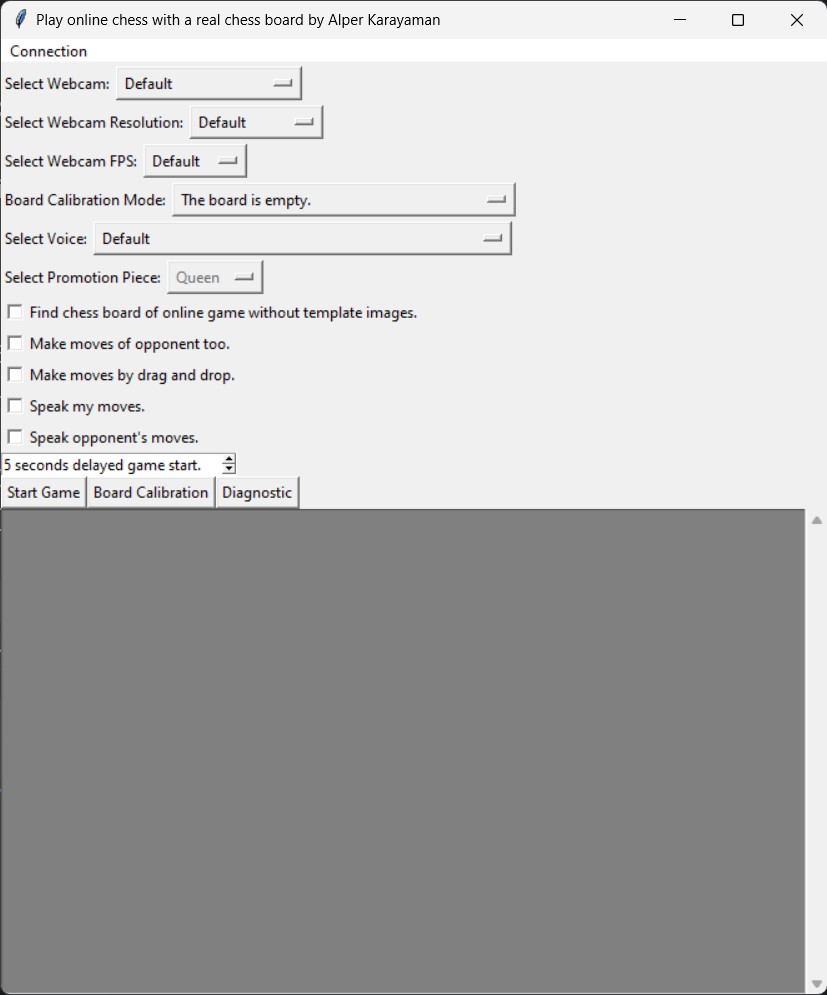 Play online chess with a real chess board by Alper Karayaman
Connection
Select Webcam: Default
Select Webcam Resolution: Default
Select Webcam FPS: Default
Board Calibration Mode: The board is empty.
Select Voice: Default
Select Promotion Piece: Queen
Find chess board of online game without template images.
Make moves of opponent too.
Make moves by drag and drop.
Speak my moves.
Speak opponent's moves.
5 seconds delayed game start.
Start Game Board Calibration Diagnostic